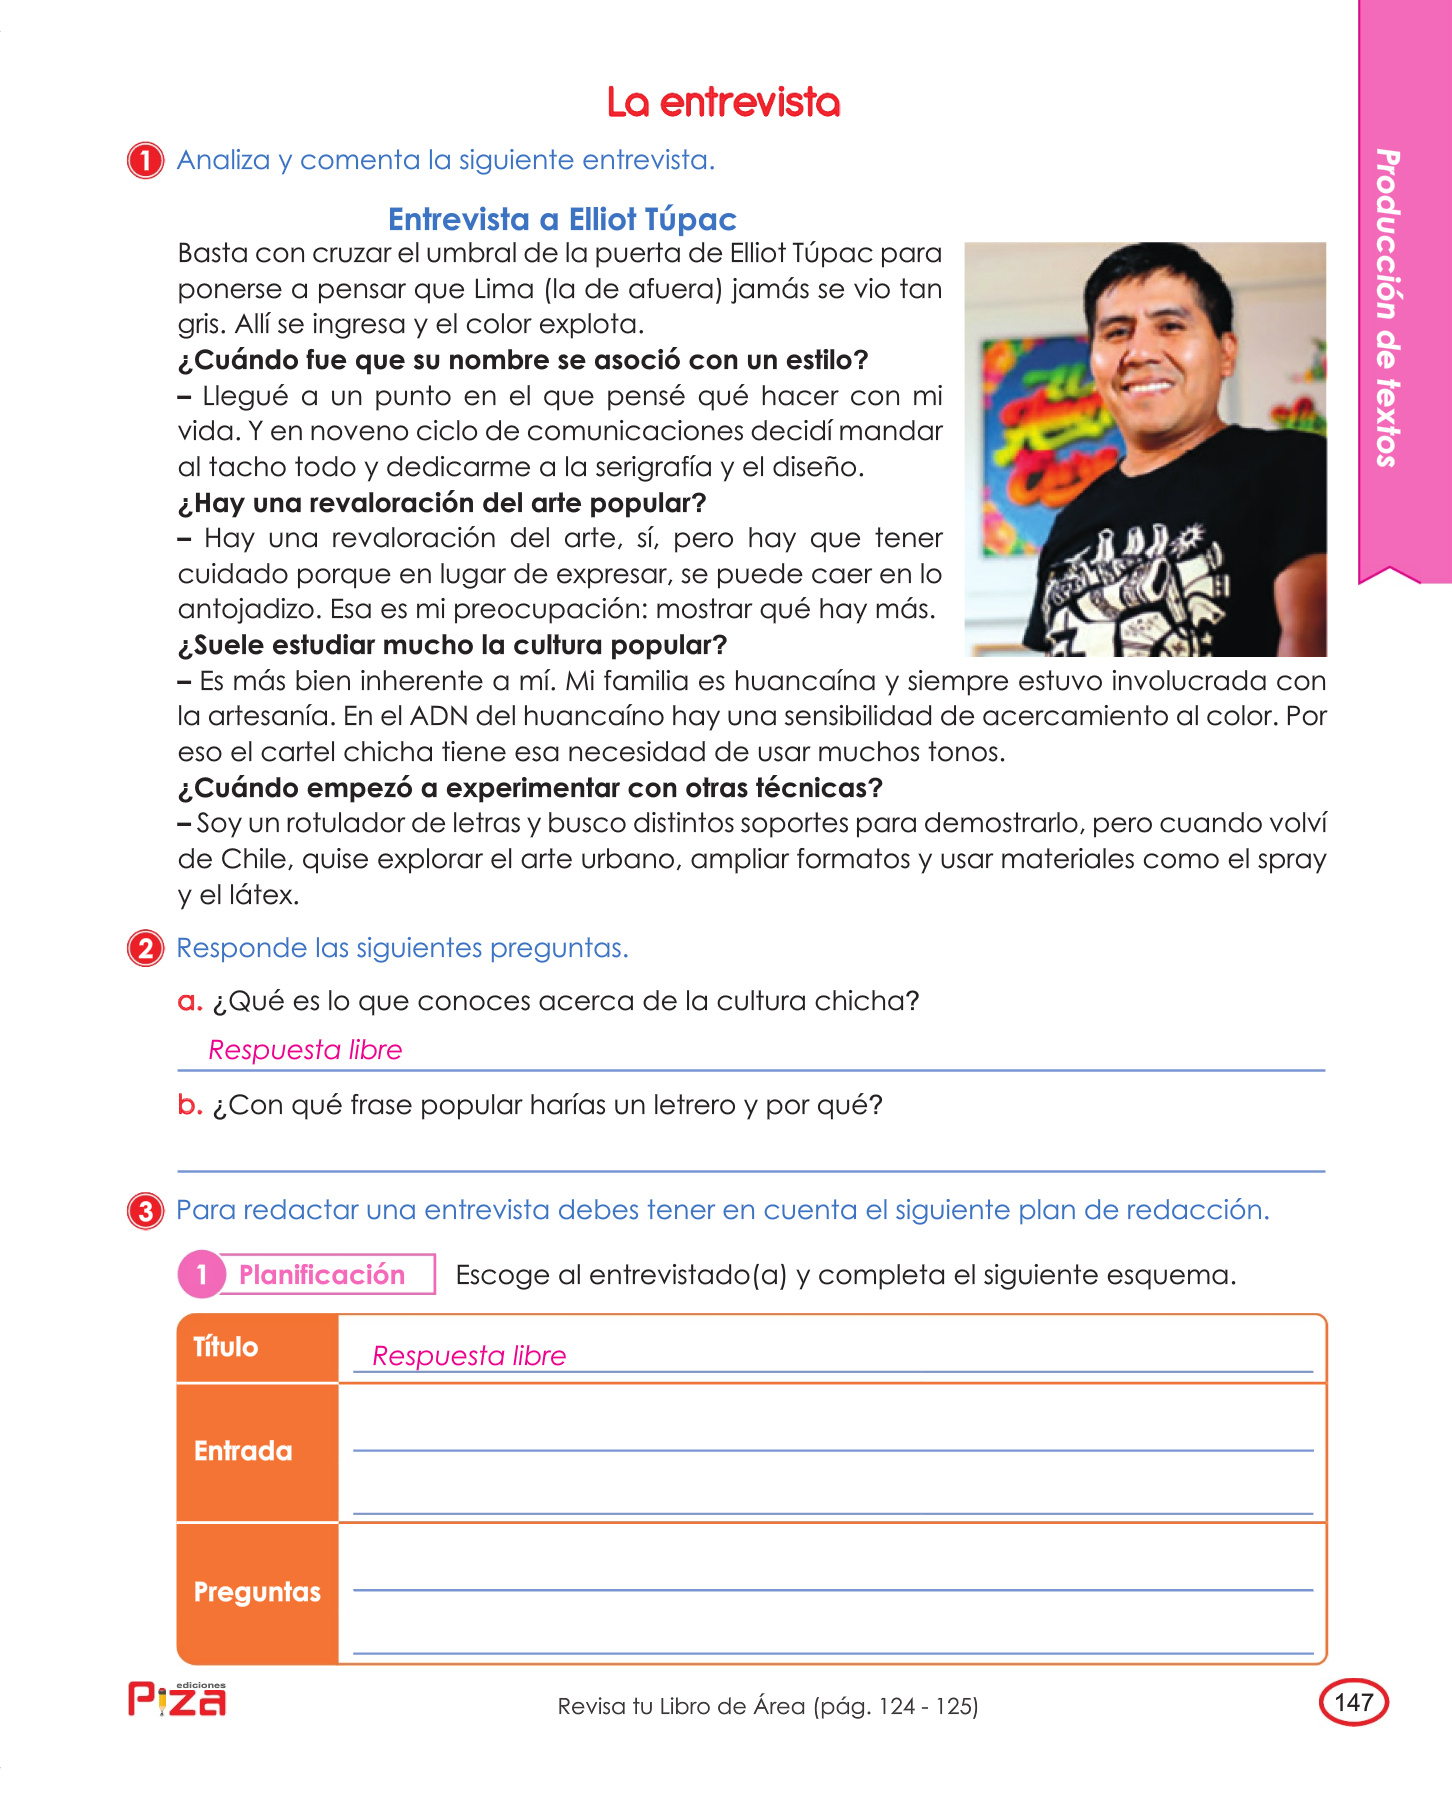 La entrevista
1 Analiza y comenta la siguiente entrevista.
Entrevista a Elliot Túpac
Basta con cruzar el umbral de la puerta de Elliot Túpac para
ponerse a pensar que Lima (la de afuera) jamás se vio tan
gris. Allí se ingresa y el color explota.
¿Cuándo fue que su nombre se asoció con un estilo?
– Llegué a un punto en el que pensé qué hacer con mi
vida. Y en noveno ciclo de comunicaciones decidí mandar
al tacho todo y dedicarme a la serigrafía y el diseño.
¿Hay una revaloración del arte popular?
– Hay una revaloración del arte, sí, pero hay que tener
cuidado porque en lugar de expresar, se puede caer en lo
antojadizo. Esa es mi preocupación: mostrar qué hay más.
¿Suele estudiar mucho la cultura popular?
– Es más bien inherente a mí. Mi familia es huancaína y siempre estuvo involucrada con
la artesanía. En el ADN del huancaíno hay una sensibilidad de acercamiento al color. Por
eso el cartel chicha tiene esa necesidad de usar muchos tonos.
¿Cuándo empezó a experimentar con otras técnicas?
– Soy un rotulador de letras y busco distintos soportes para demostrarlo, pero cuando volví
de Chile, quise explorar el arte urbano, ampliar formatos y usar materiales como el spray
y el látex.
2 Responde las siguientes preguntas.
a. ¿Qué es lo que conoces acerca de la cultura chicha?
Respuesta libre
b. ¿Con qué frase popular harías un letrero y por qué?
3 Para redactar una entrevista debes tener en cuenta el siguiente plan de redacción.
1 Planificación Escoge al entrevistado(a) y completa el siguiente esquema.
Título Respuesta libre
Entrada
Preguntas
ediciones
Piza
Revisa tu Libro de Área (pág. 124 - 125)
147
Producción de textos